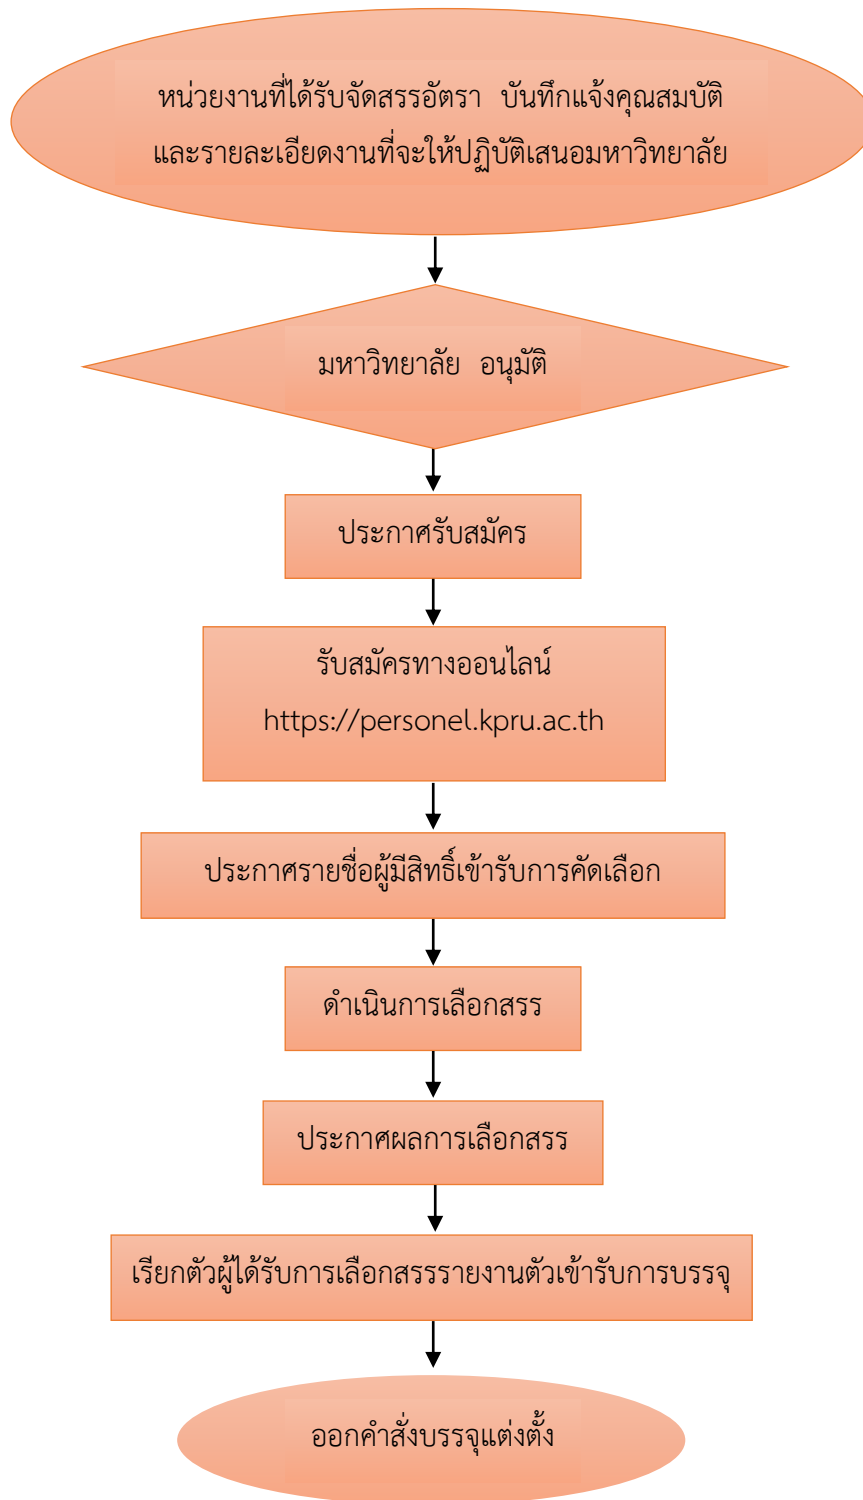 หน่วยงานที่ได้รับจัดสรรอัตรา บันทึกแจ้งคุณสมบัติ
และรายละเอียดงานที่จะให้ปฏิบัติเสนอมหาวิทยาลัย
มหาวิทยาลัย อนุมัติ
ประกาศรับสมัคร
รับสมัครทางออนไลน์
https://personel.kpru.ac.th
ประกาศรายชื่อผู้มีสิทธิ์เข้ารับการคัดเลือก
ดำเนินการเลือกสรร
ประกาศผลการเลือกสรร
เรียกตัวผู้ได้รับการเลือกสรรรายงานตัวเข้ารับการบรรจุ
ออกคำสั่งบรรจุแต่งตั้ง